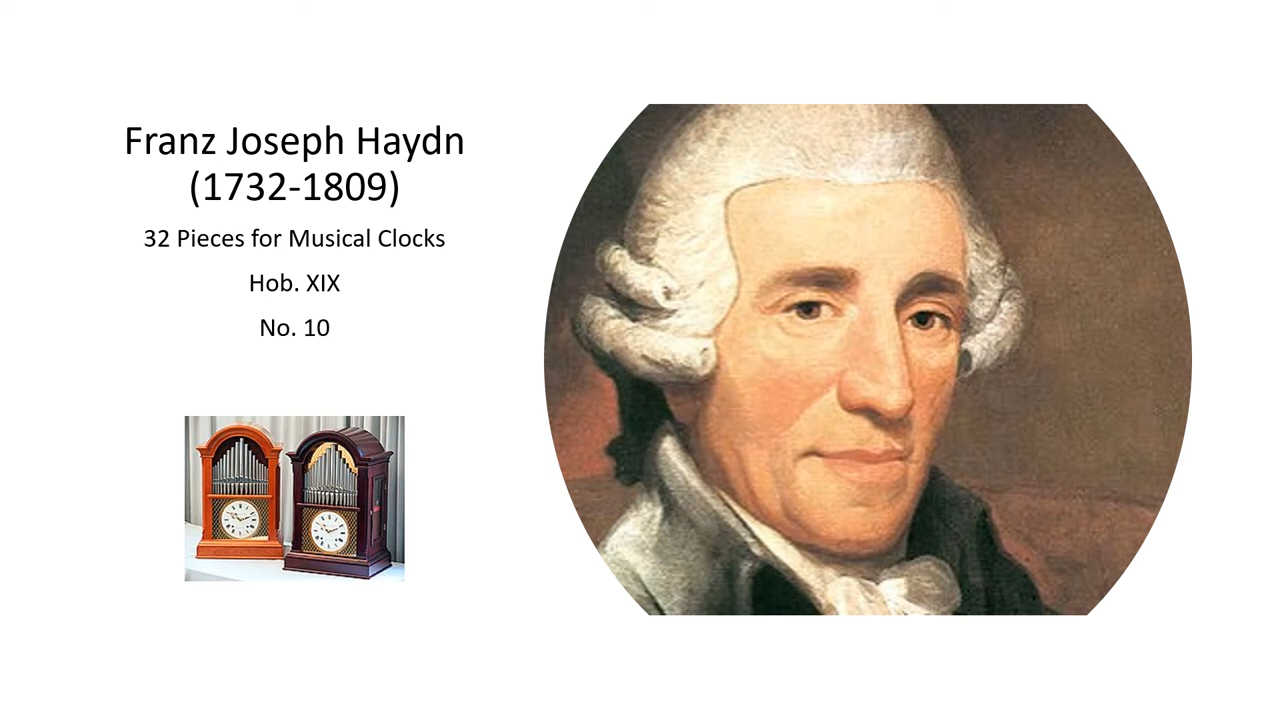 Franz Joseph Haydn
(1732-1809)
32 Pieces for Musical Clocks
Hob. XIX
No. 10